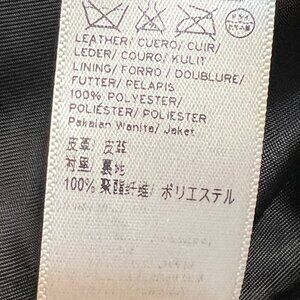 LEATHER/ CUERO/ CUIR/
LEDER/ COURO/ KULIT
LINING/ FORRO / DOUBLURE/
FUTTER/ PELAPIS
100% POLYESTER/
POLIÉSTER/ POLIESTER
Pakaian Wanita/ Jaket
皮革/ 皮革
衬里/ 裏地
100% 聚酯纤维/ ポリエステル